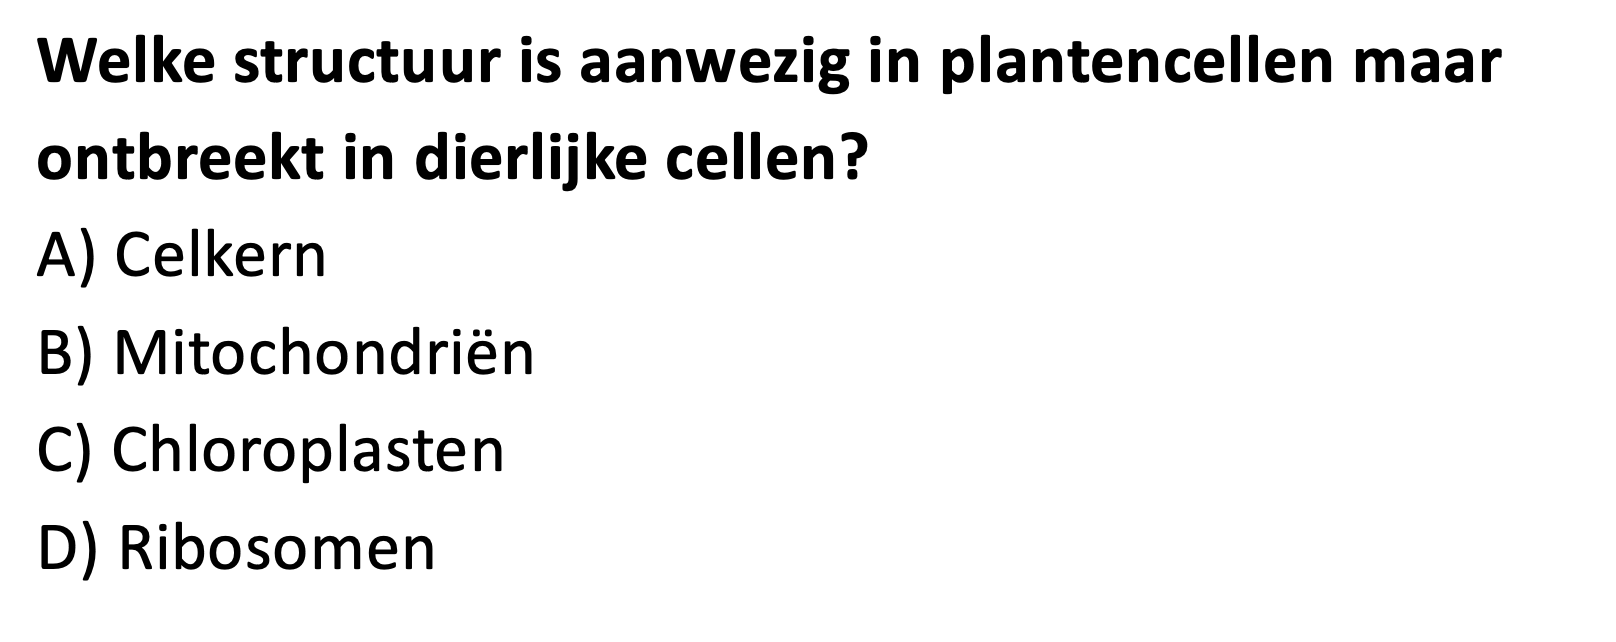 Welke structuur is aanwezig in plantencellen maar
ontbreekt in dierlijke cellen?
A) Celkern
B) Mitochondriën
C) Chloroplasten
D) Ribosomen